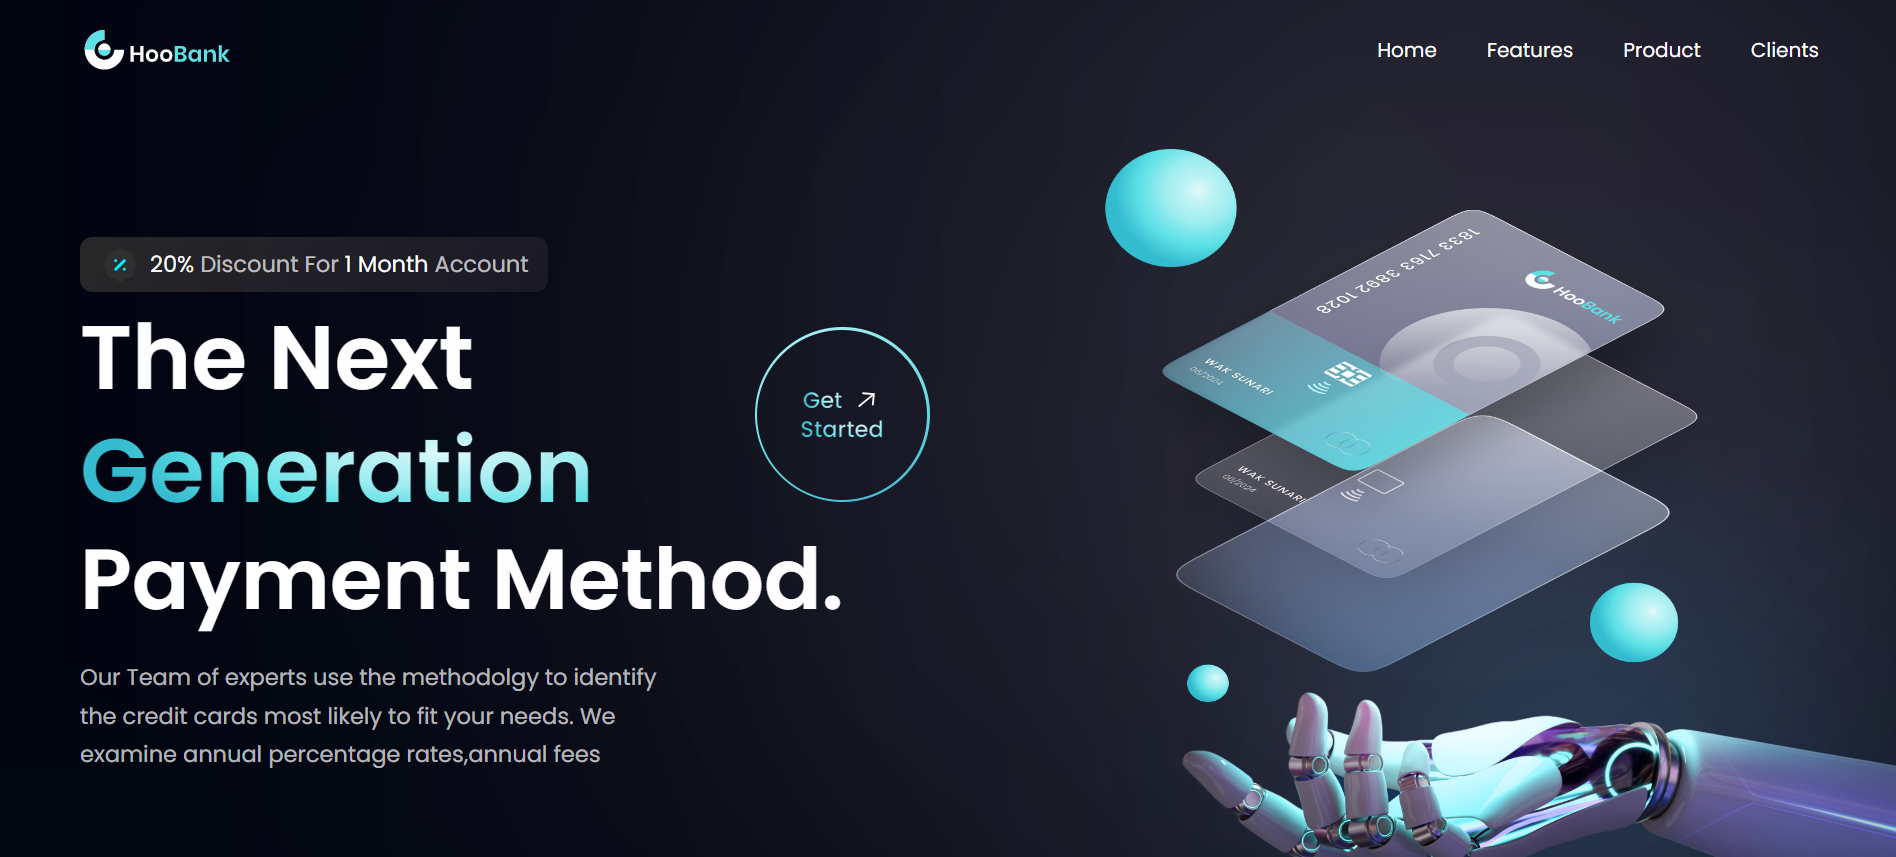 HooBank
Home
Features
Product
Clients
20% Discount For 1 Month Account
The Next
Generation
Payment Method.
Get
Started
Our Team of experts use the methodolgy to identify
the credit cards most likely to fit your needs. We
examine annual percentage rates,annual fees
1833 7163 3892 1028
HooBank
WAK SUNARI
06/2024
WAK SUNARI
06/2024